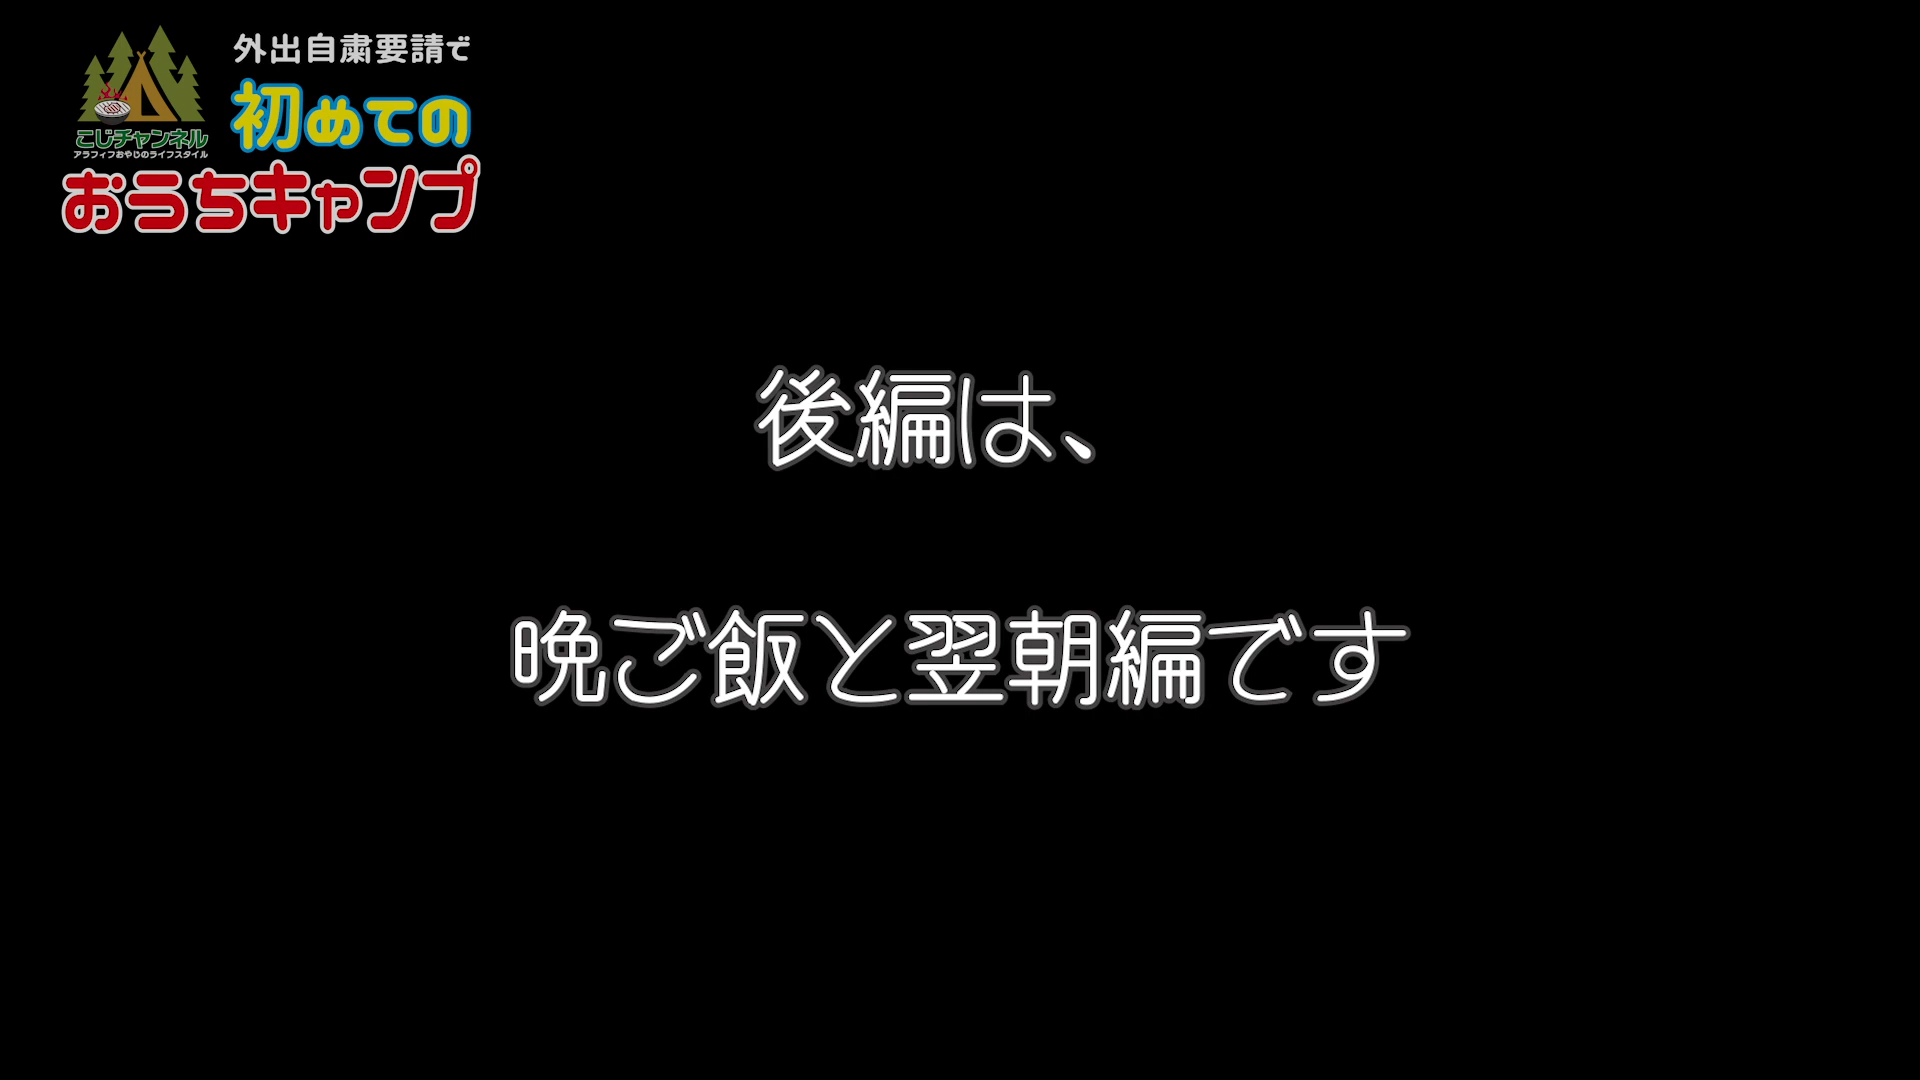 外出自粛要請で
初めての
こじチャンネル
アラフィフおやじのライフスタイル
おうちキャンプ
後編は、
晩ご飯と翌朝編です